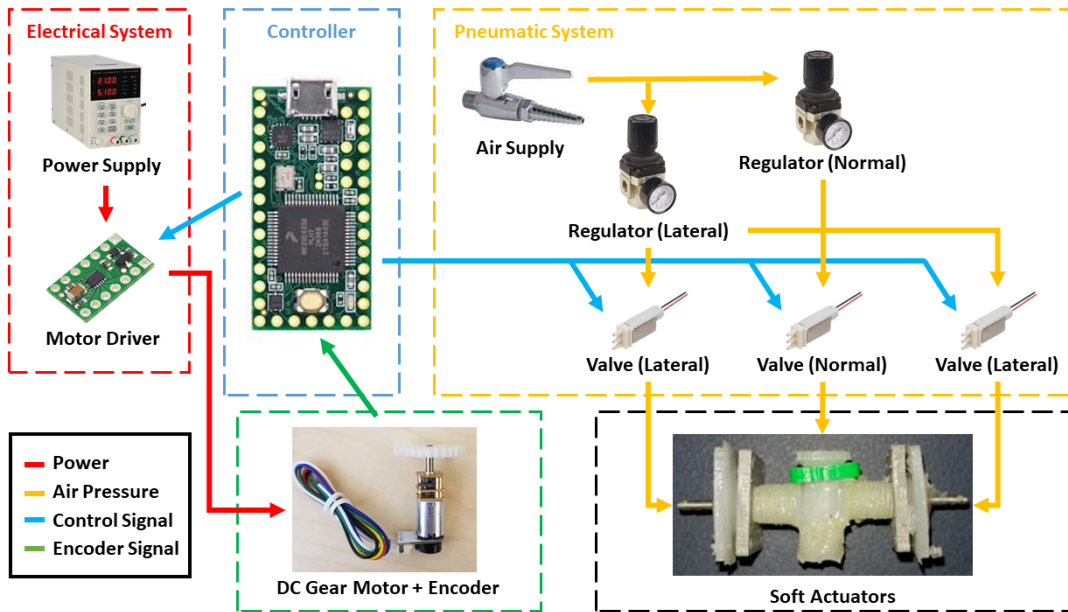 Electrical System
Power Supply
Motor Driver
Controller
Pneumatic System
Air Supply
Regulator (Normal)
Regulator (Lateral)
Valve (Lateral)
Valve (Normal)
Valve (Lateral)
Power
Air Pressure
Control Signal
Encoder Signal
DC Gear Motor + Encoder
Soft Actuators